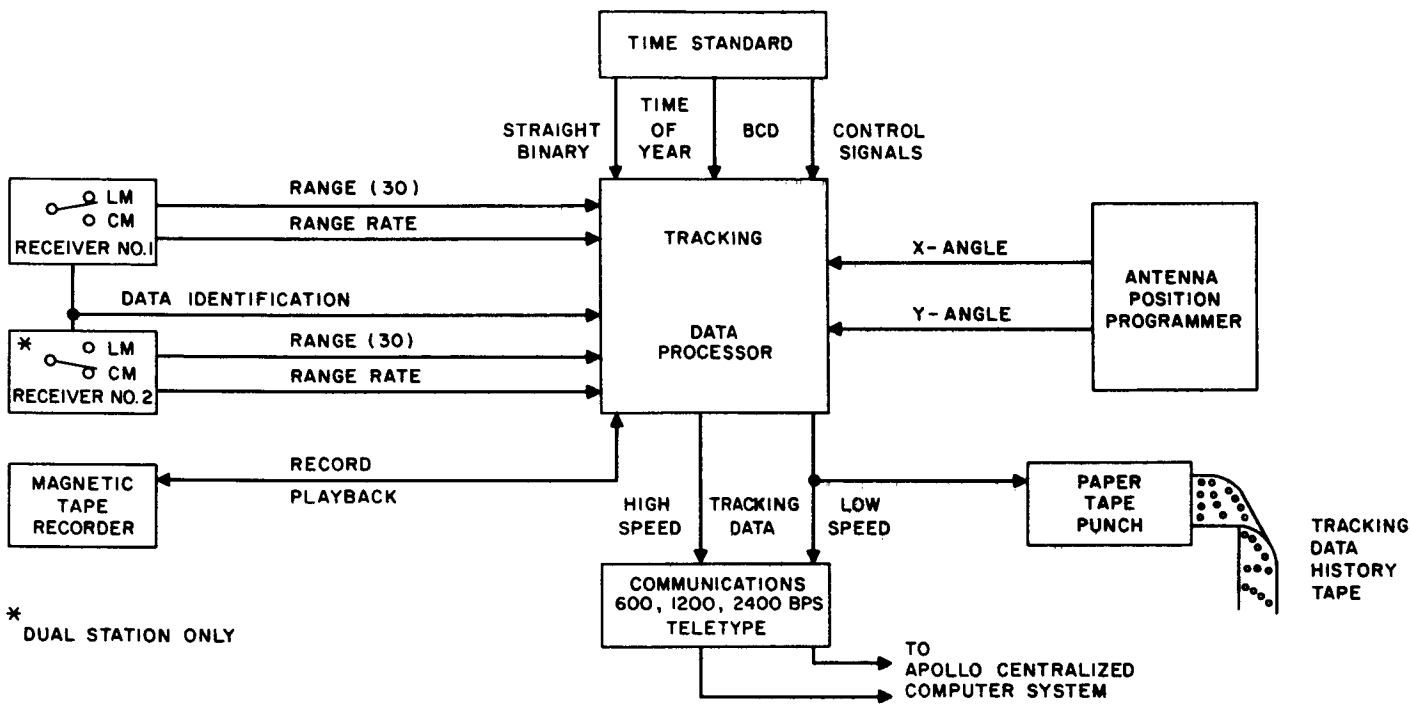 TIME STANDARD
STRAIGHT
BINARY
TIME
OF
YEAR
BCD
CONTROL
SIGNALS
LM
CM
RECEIVER NO.1
RANGE (30)
RANGE RATE
DATA IDENTIFICATION
* LM
CM
RECEIVER NO.2
RANGE (30)
RANGE RATE
TRACKING
DATA
PROCESSOR
X-ANGLE
Y-ANGLE
ANTENNA
POSITION
PROGRAMMER
MAGNETIC
TAPE
RECORDER
RECORD
PLAYBACK
HIGH
SPEED
TRACKING
DATA
LOW
SPEED
PAPER
TAPE
PUNCH
TRACKING
DATA
HISTORY
TAPE
COMMUNICATIONS
600, 1200, 2400 BPS
TELETYPE
* DUAL STATION ONLY
TO
APOLLO CENTRALIZED
COMPUTER SYSTEM